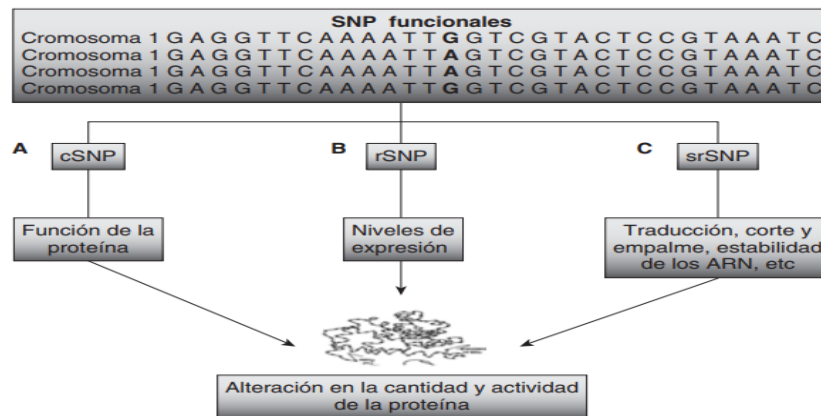 SNP funcionales
Cromosoma 1 G A G G T T C A A A A T T G G T C G T A C T C C G T A A A T C
Cromosoma 1 G A G G T T C A A A A T T A G T C G T A C T C C G T A A A T C
Cromosoma 1 G A G G T T C A A A A T T A G T C G T A C T C C G T A A A T C
Cromosoma 1 G A G G T T C A A A A T T G G T C G T A C T C C G T A A A T C
A cSNP
B rSNP
C srSNP
Función de la
proteína
Niveles de
expresión
Traducción, corte y
empalme, estabilidad
de los ARN, etc
Alteración en la cantidad y actividad
de la proteína